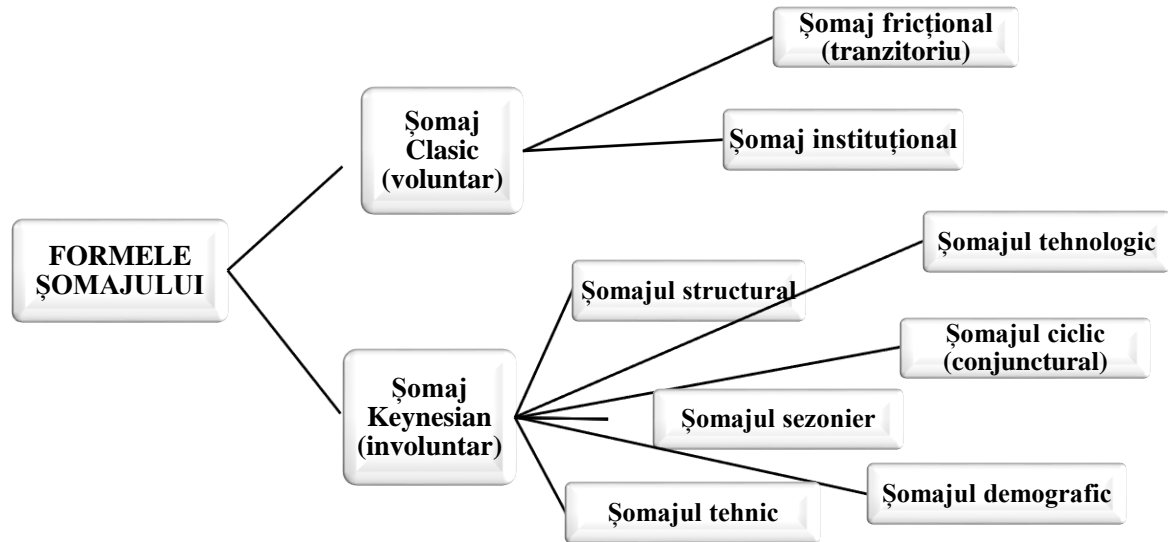 FORMELE
ȘOMAJULUI
Șomaj
Clasic
(voluntar)
Șomaj fricțional
(tranzitoriu)
Șomaj instituțional
Șomaj
Keynesian
(involuntar)
Șomajul structural
Șomajul tehnologic
Șomajul ciclic
(conjunctural)
Șomajul sezonier
Șomajul demografic
Șomajul tehnic